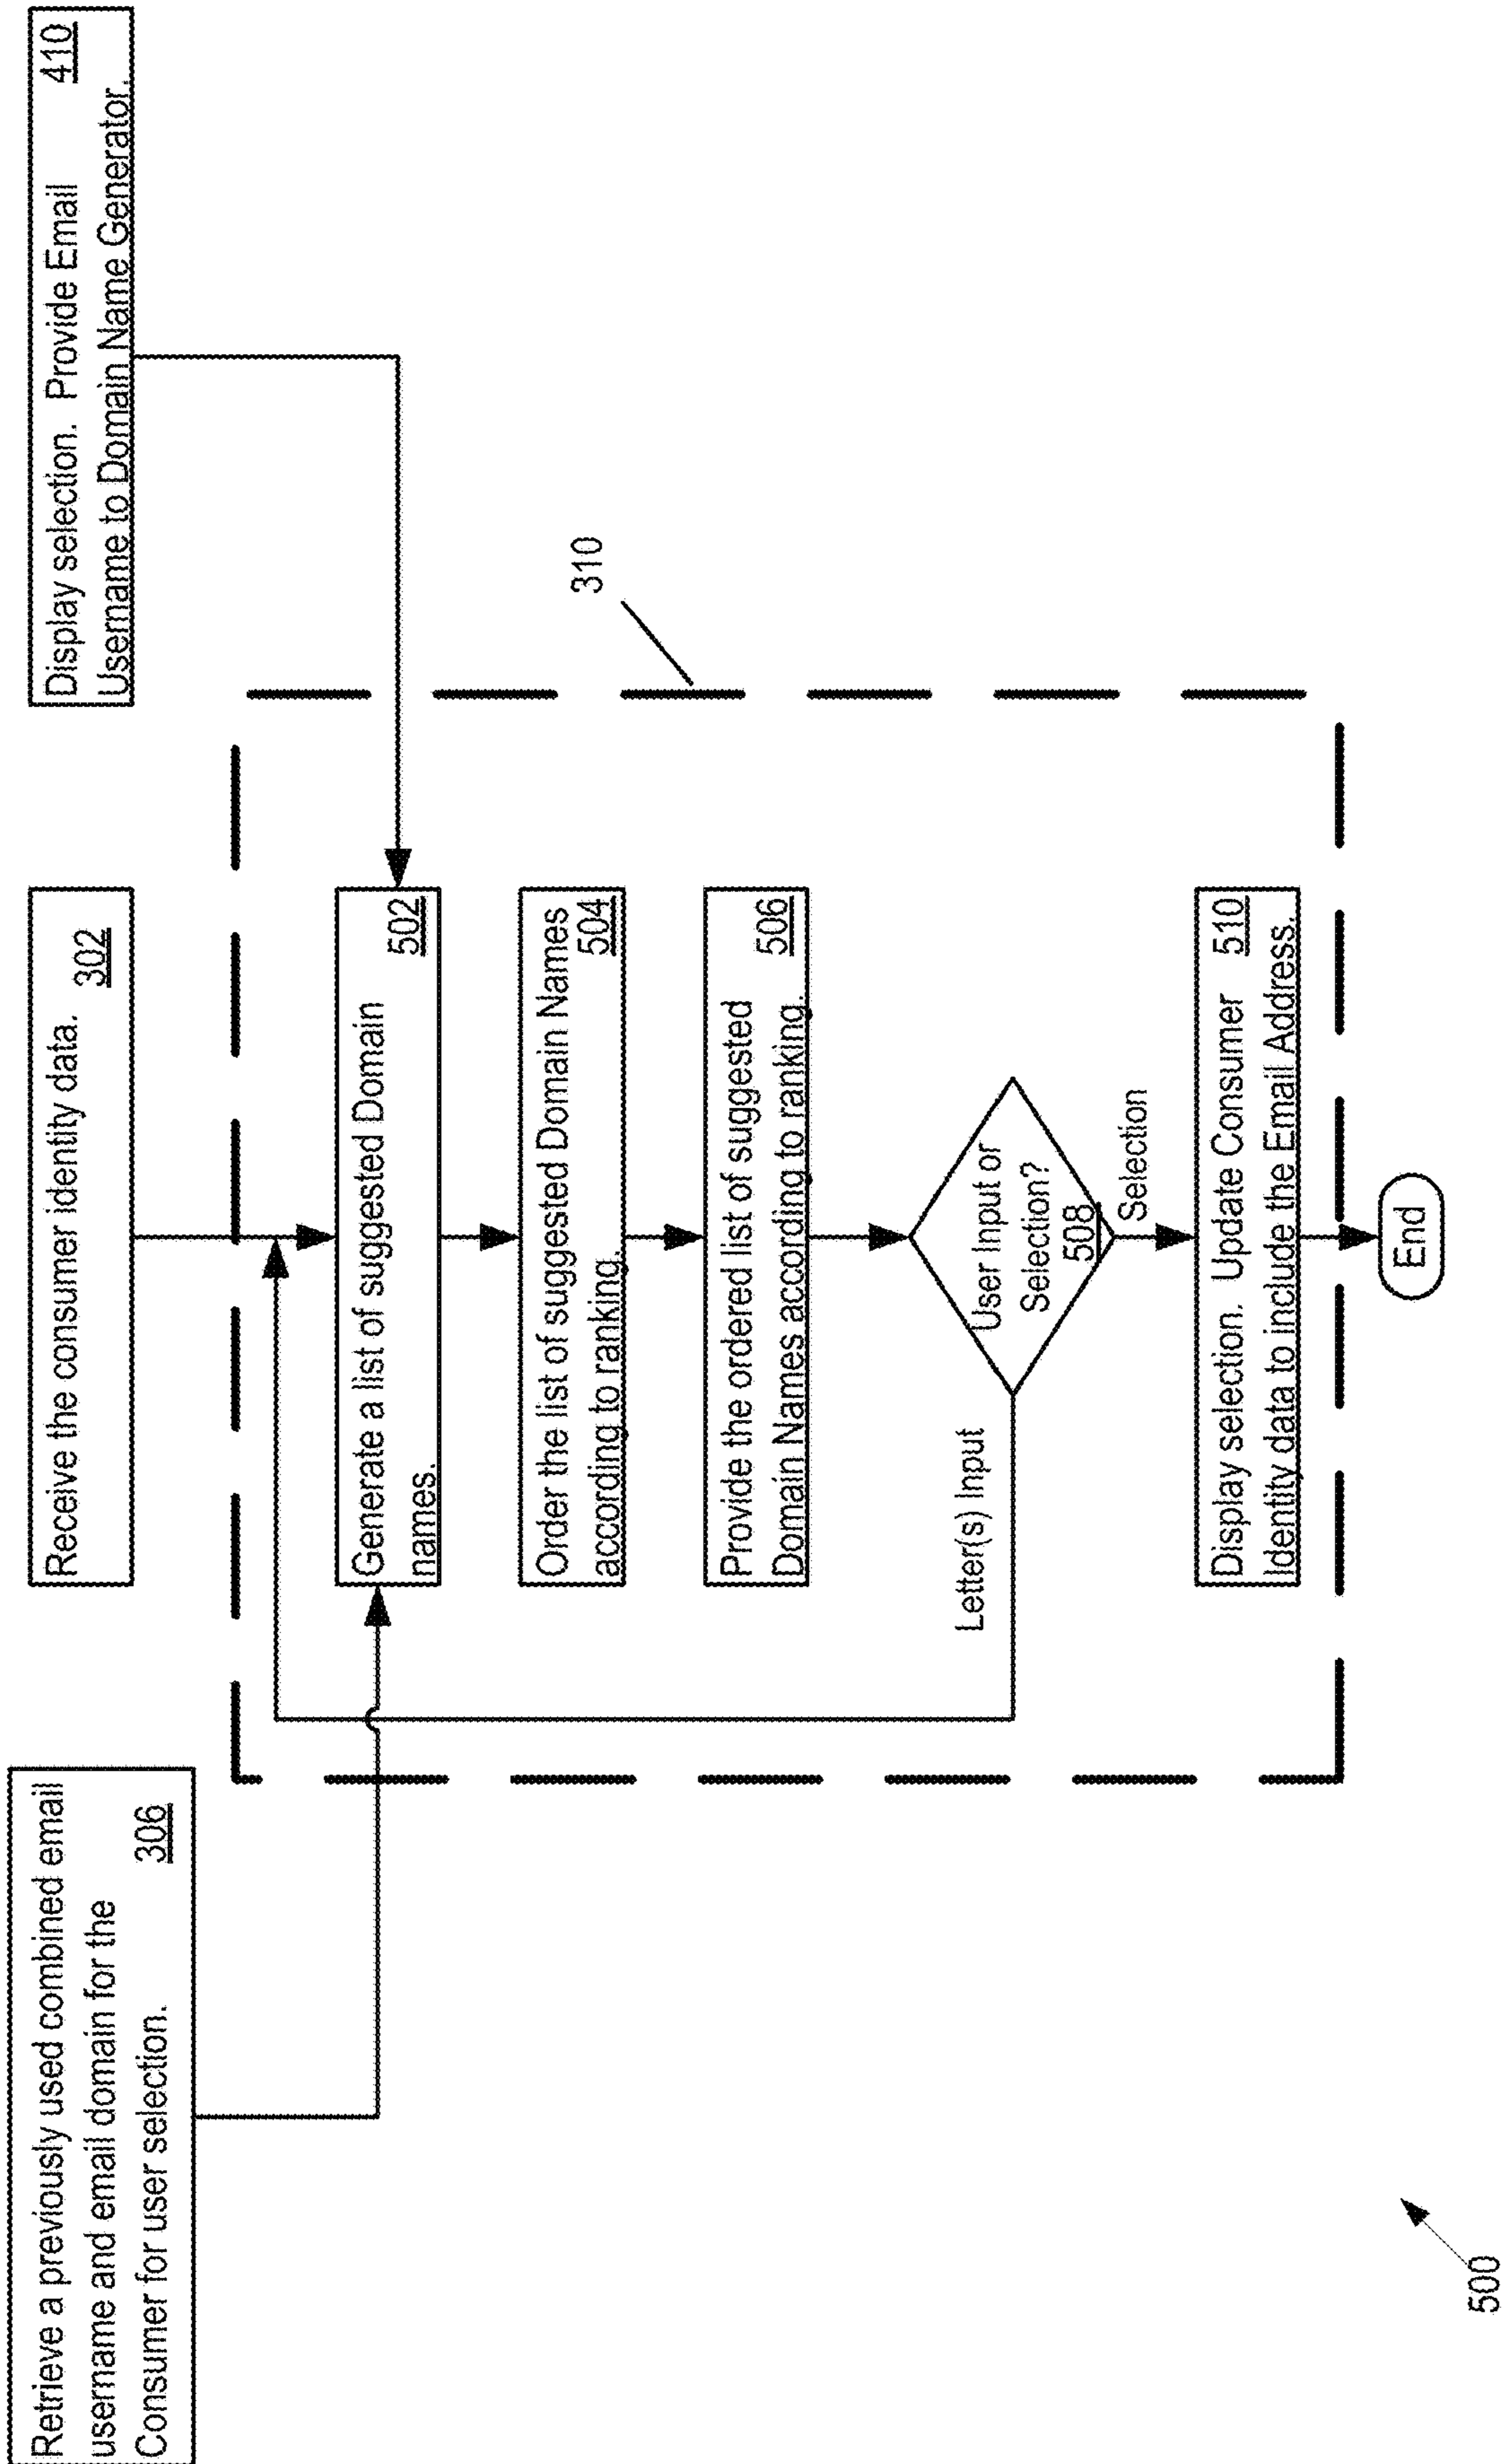 Retrieve a previously used combined email
username and email domain for the
Consumer for user selection.
306
Receive the consumer identity data.
302
Display selection. Provide Email
410
Username to Domain Name Generator.
310
Generate a list of suggested Domain
names.
502
Order the list of suggested Domain Names
according to ranking.
504
Provide the ordered list of suggested
506
Domain Names according to ranking.
User Input or
Selection?
508
Letter(s) Input
Selection
Display selection. Update Consumer
510
Identity data to include the Email Address.
End
500